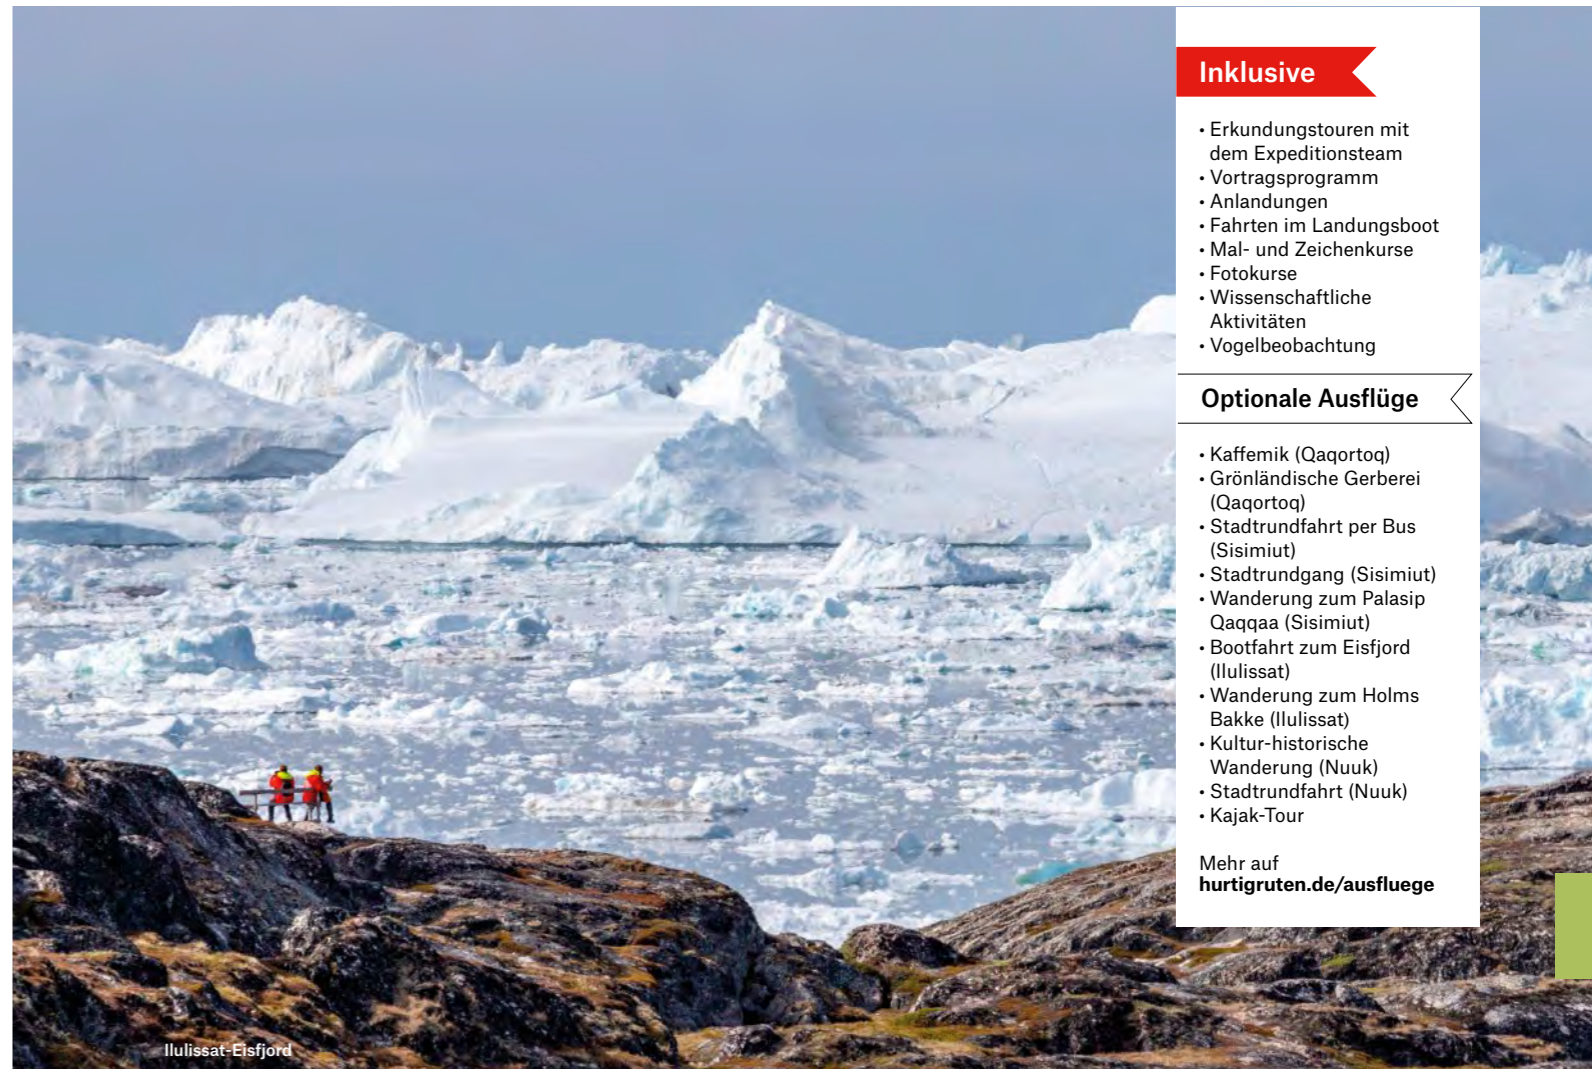 Inklusive
• Erkundungstouren mit
dem Expeditionsteam
• Vortragsprogramm
• Anlandungen
• Fahrten im Landungsboot
• Mal- und Zeichenkurse
• Fotokurse
• Wissenschaftliche
Aktivitäten
• Vogelbeobachtung
Optionale Ausflüge
• Kaffemik (Qaqortoq)
• Grönländische Gerberei
(Qaqortoq)
• Stadtrundfahrt per Bus
(Sisimiut)
• Stadtrundgang (Sisimiut)
• Wanderung zum Palasip
Qaqqaa (Sisimiut)
• Bootfahrt zum Eisfjord
(Ilulissat)
• Wanderung zum Holms
Bakke (Ilulissat)
• Kultur-historische
Wanderung (Nuuk)
• Stadtrundfahrt (Nuuk)
• Kajak-Tour
Mehr auf
hurtigruten.de/ausfluege
Ilulissat-Eisfjord